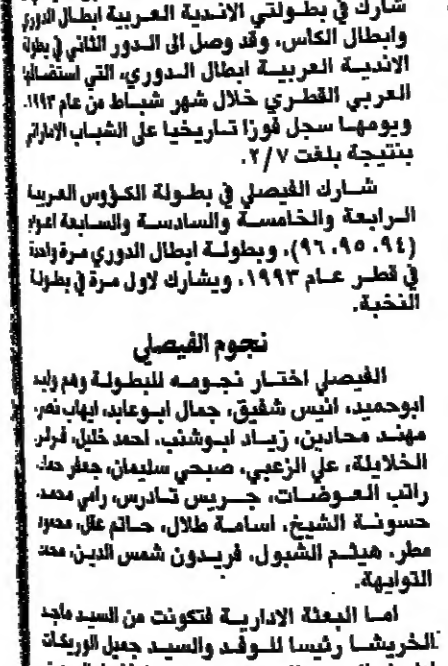 شارك في بطولتي الاندية العربية ابطال الدوري
وابطال الكاس، وقد وصل الى الدور الثاني في بطولة
الاندية العربية ابطال الدوري، التي استضافها
العربي القطري خلال شهر شباط من عام ١٩٩٣.
ويومها سجل فوزا تاريخيا على الشباب الاماراتي
بنتيجة بلغت ٢/٧.
شارك الفيصلي في بطولة الكؤوس العربية
الرابعة والخامسة والسادسة والسابعة اعوام
(٩٤، ٩٥، ٩٦)، وبطولة ابطال الدوري مرة واحدة
في قطر عام ١٩٩٣، ويشارك لاول مرة في بطولة
النخبة.
نجوم الفيصلي
الفيصلي اختار نجومه للبطولة وهم وليد
ابوحميد، انيس شفيق، جمال ابوعابد، ايهاب نصر،
مهند محادين، زياد ابوشنب، احمد خليل، فراس
الخلايلة، علي الزعبي، صبحي سليمان، جعفر حماد،
راتب العوضات، جريس تادرس، رامي محمد،
حسونة الشيخ، اسامة طلال، حاتم عقل، محمود
مطر، هيثم الشبول، فريدون شمس الدين، محمد
التوايهة.
اما البعثة الادارية فتكونت من السيد ماجد
الخريشا رئيسا للوفد والسيد جميل الوريكات